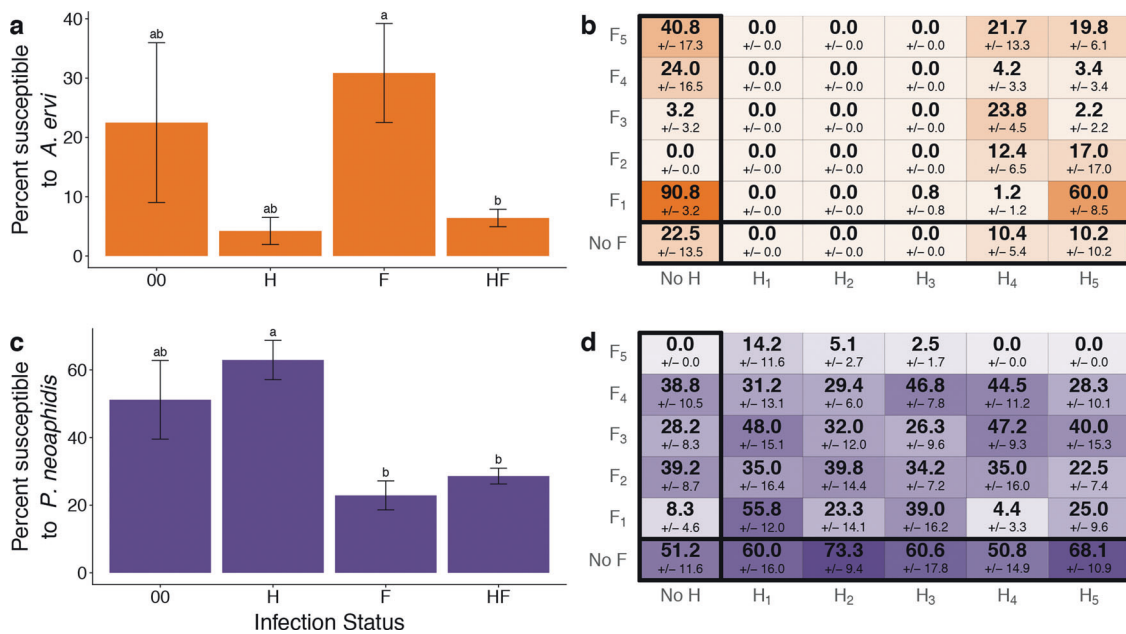 a
Percent susceptible
to A. ervi
40
30
20
10
0
ab
ab
a
b
00
H
F
HF
b
F5 40.8 0.0 0.0 0.0 21.7 19.8
+/− 17.3 +/− 0.0 +/− 0.0 +/− 0.0 +/− 13.3 +/− 6.1
F4 24.0 0.0 0.0 0.0 4.2 3.4
+/− 16.5 +/− 0.0 +/− 0.0 +/− 0.0 +/− 3.3 +/− 3.4
F3 3.2 0.0 0.0 0.0 23.8 2.2
+/− 3.2 +/− 0.0 +/− 0.0 +/− 0.0 +/− 4.5 +/− 2.2
F2 0.0 0.0 0.0 0.0 12.4 17.0
+/− 0.0 +/− 0.0 +/− 0.0 +/− 0.0 +/− 6.5 +/− 17.0
F1 90.8 0.0 0.0 0.8 1.2 60.0
+/− 3.2 +/− 0.0 +/− 0.0 +/− 0.8 +/− 1.2 +/− 8.5
No F 22.5 0.0 0.0 0.0 10.4 10.2
+/− 13.5 +/− 0.0 +/− 0.0 +/− 0.0 +/− 5.4 +/− 10.2
No H H1 H2 H3 H4 H5
c
Percent susceptible
to P. neoaphidis
60
40
20
0
ab
a
b
b
00
H
F
HF
Infection Status
d
F5 0.0 14.2 5.1 2.5 0.0 0.0
+/− 0.0 +/− 11.6 +/− 2.7 +/− 1.7 +/− 0.0 +/− 0.0
F4 38.8 31.2 29.4 46.8 44.5 28.3
+/− 10.5 +/− 13.1 +/− 6.0 +/− 7.8 +/− 11.2 +/− 10.1
F3 28.2 48.0 32.0 26.3 47.2 40.0
+/− 8.3 +/− 15.1 +/− 12.0 +/− 9.6 +/− 9.3 +/− 15.3
F2 39.2 35.0 39.8 34.2 35.0 22.5
+/− 8.7 +/− 16.4 +/− 14.4 +/− 7.2 +/− 16.0 +/− 7.4
F1 8.3 55.8 23.3 39.0 4.4 25.0
+/− 4.6 +/− 12.0 +/− 14.1 +/− 16.2 +/− 3.3 +/− 9.6
No F 51.2 60.0 73.3 60.6 50.8 68.1
+/− 11.6 +/− 16.0 +/− 9.4 +/− 17.8 +/− 14.9 +/− 10.9
No H H1 H2 H3 H4 H5